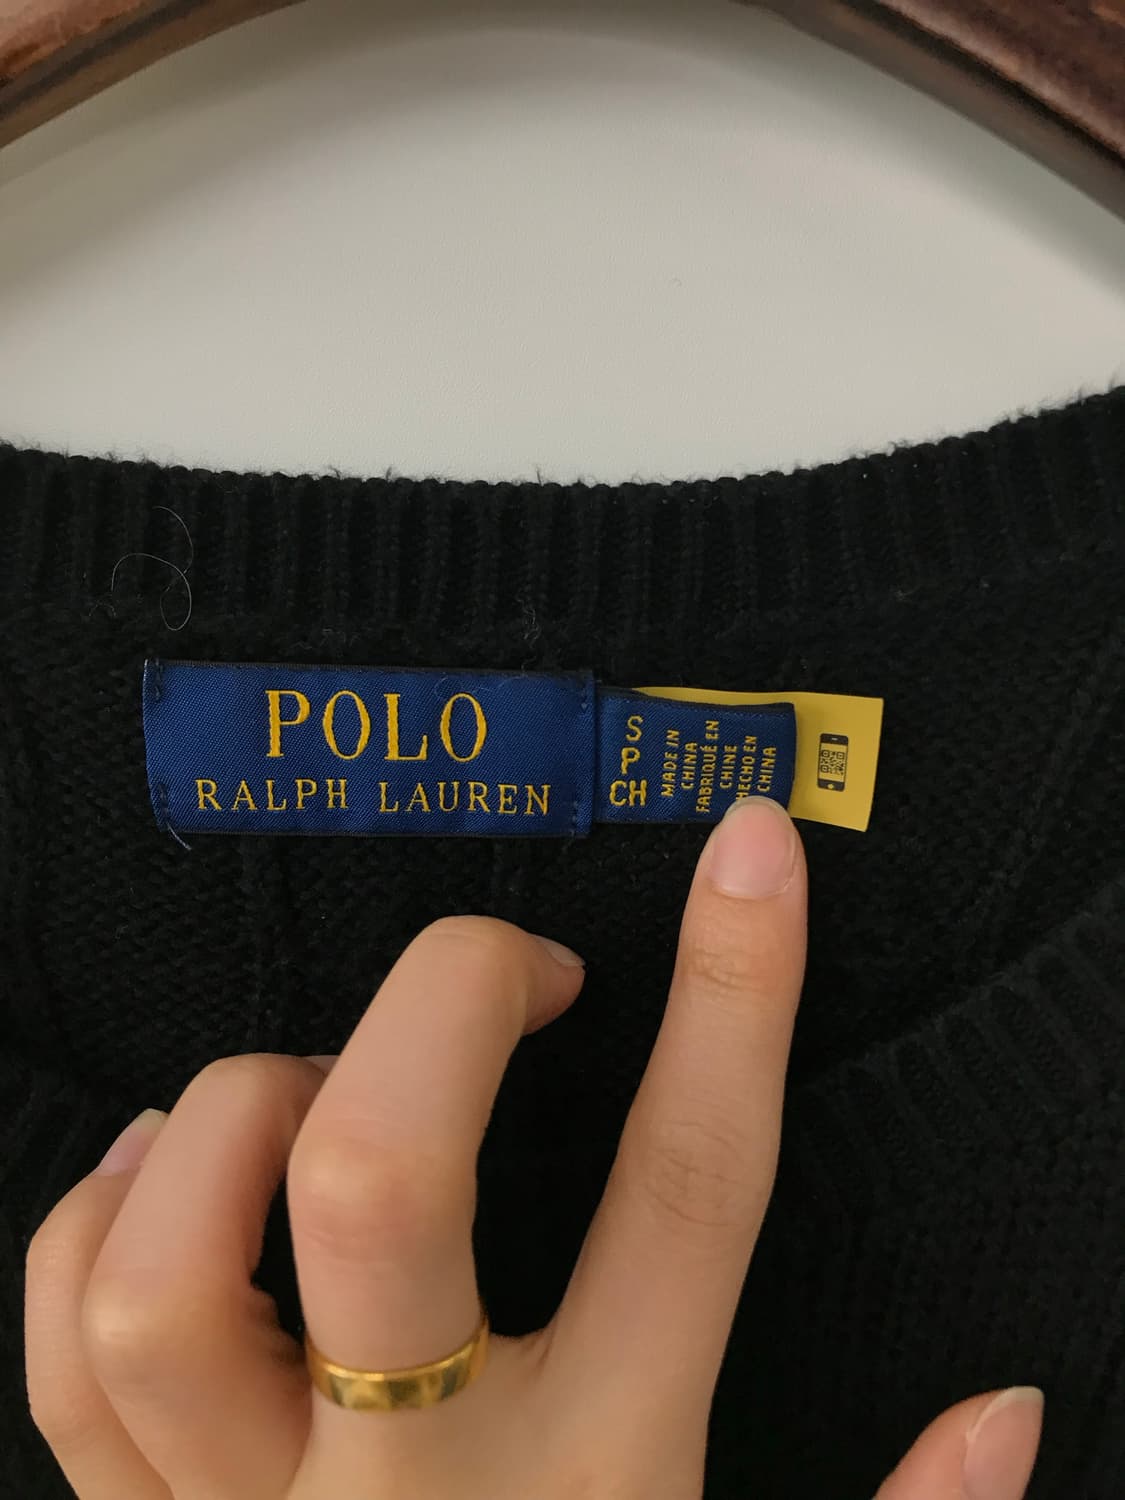 POLO
RALPH LAUREN
S
P
CH
MADE IN
CHINA
FABRIQUÉ EN
CHINE
HECHO EN
CHINA